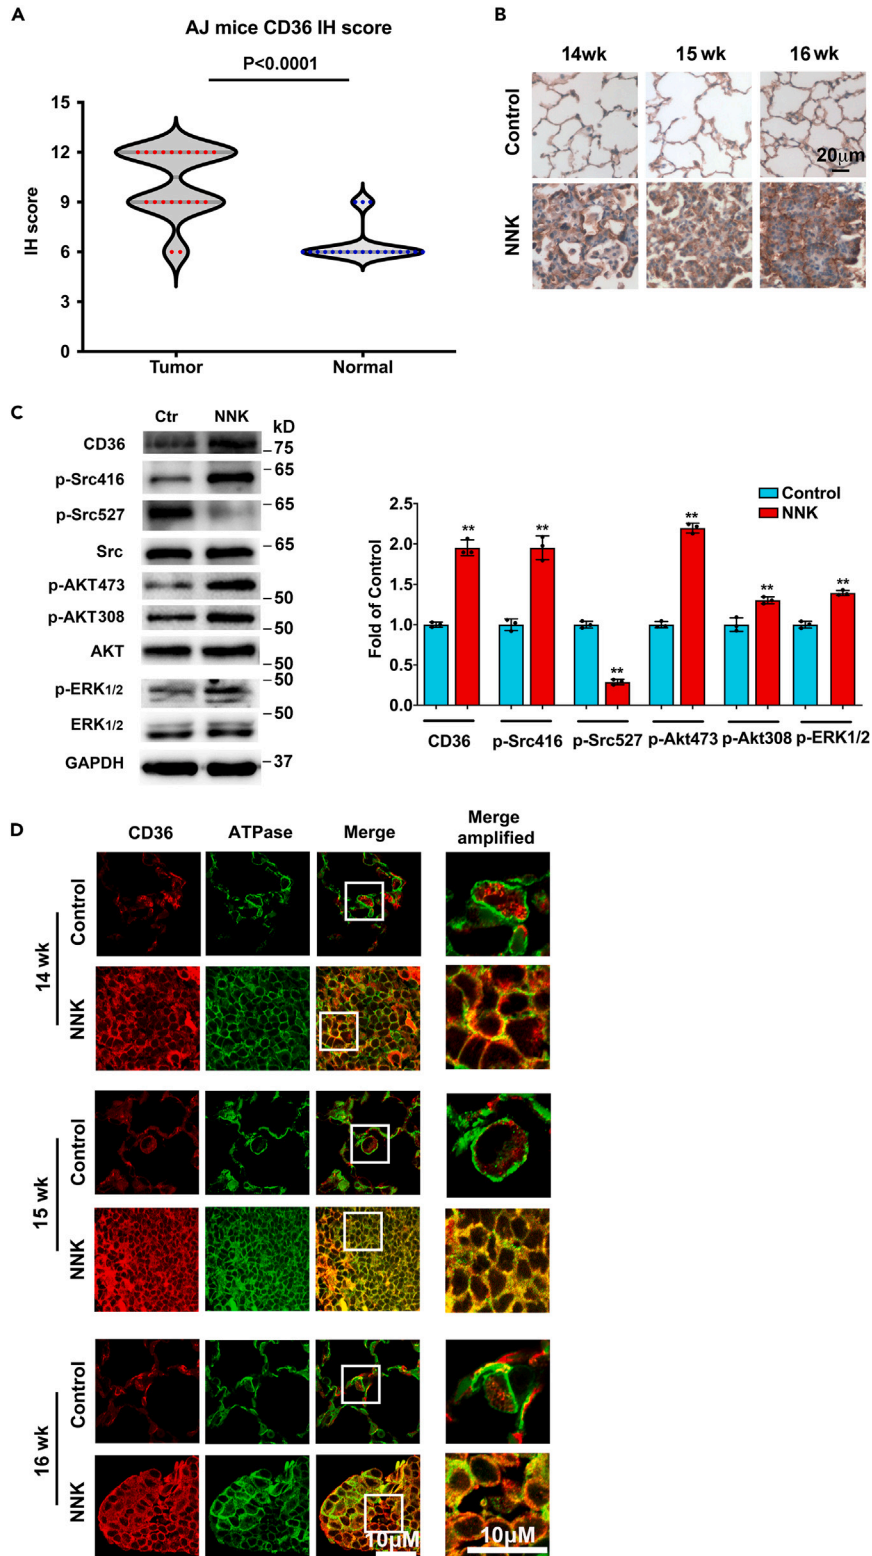 A
AJ mice CD36 IH score
P<0.0001
15
12
9
6
3
0
IH score
Tumor
Normal
B
14wk
15 wk
16 wk
Control
20μm
NNK
C
Ctr
NNK
kD
CD36
75
p-Src416
65
p-Src527
65
Src
65
p-AKT473
50
p-AKT308
50
AKT
50
p-ERK1/2
50
50
ERK1/2
GAPDH
37
Control
NNK
Fold of Control
2.5
2.0
1.5
1.0
0.5
0.0
**
**
**
**
**
**
CD36
p-Src416
p-Src527
p-Akt473
p-Akt308
p-ERK1/2
D
CD36
ATPase
Merge
Merge
amplified
14 wk
Control
NNK
15 wk
Control
NNK
16 wk
Control
NNK
10μM
10μM